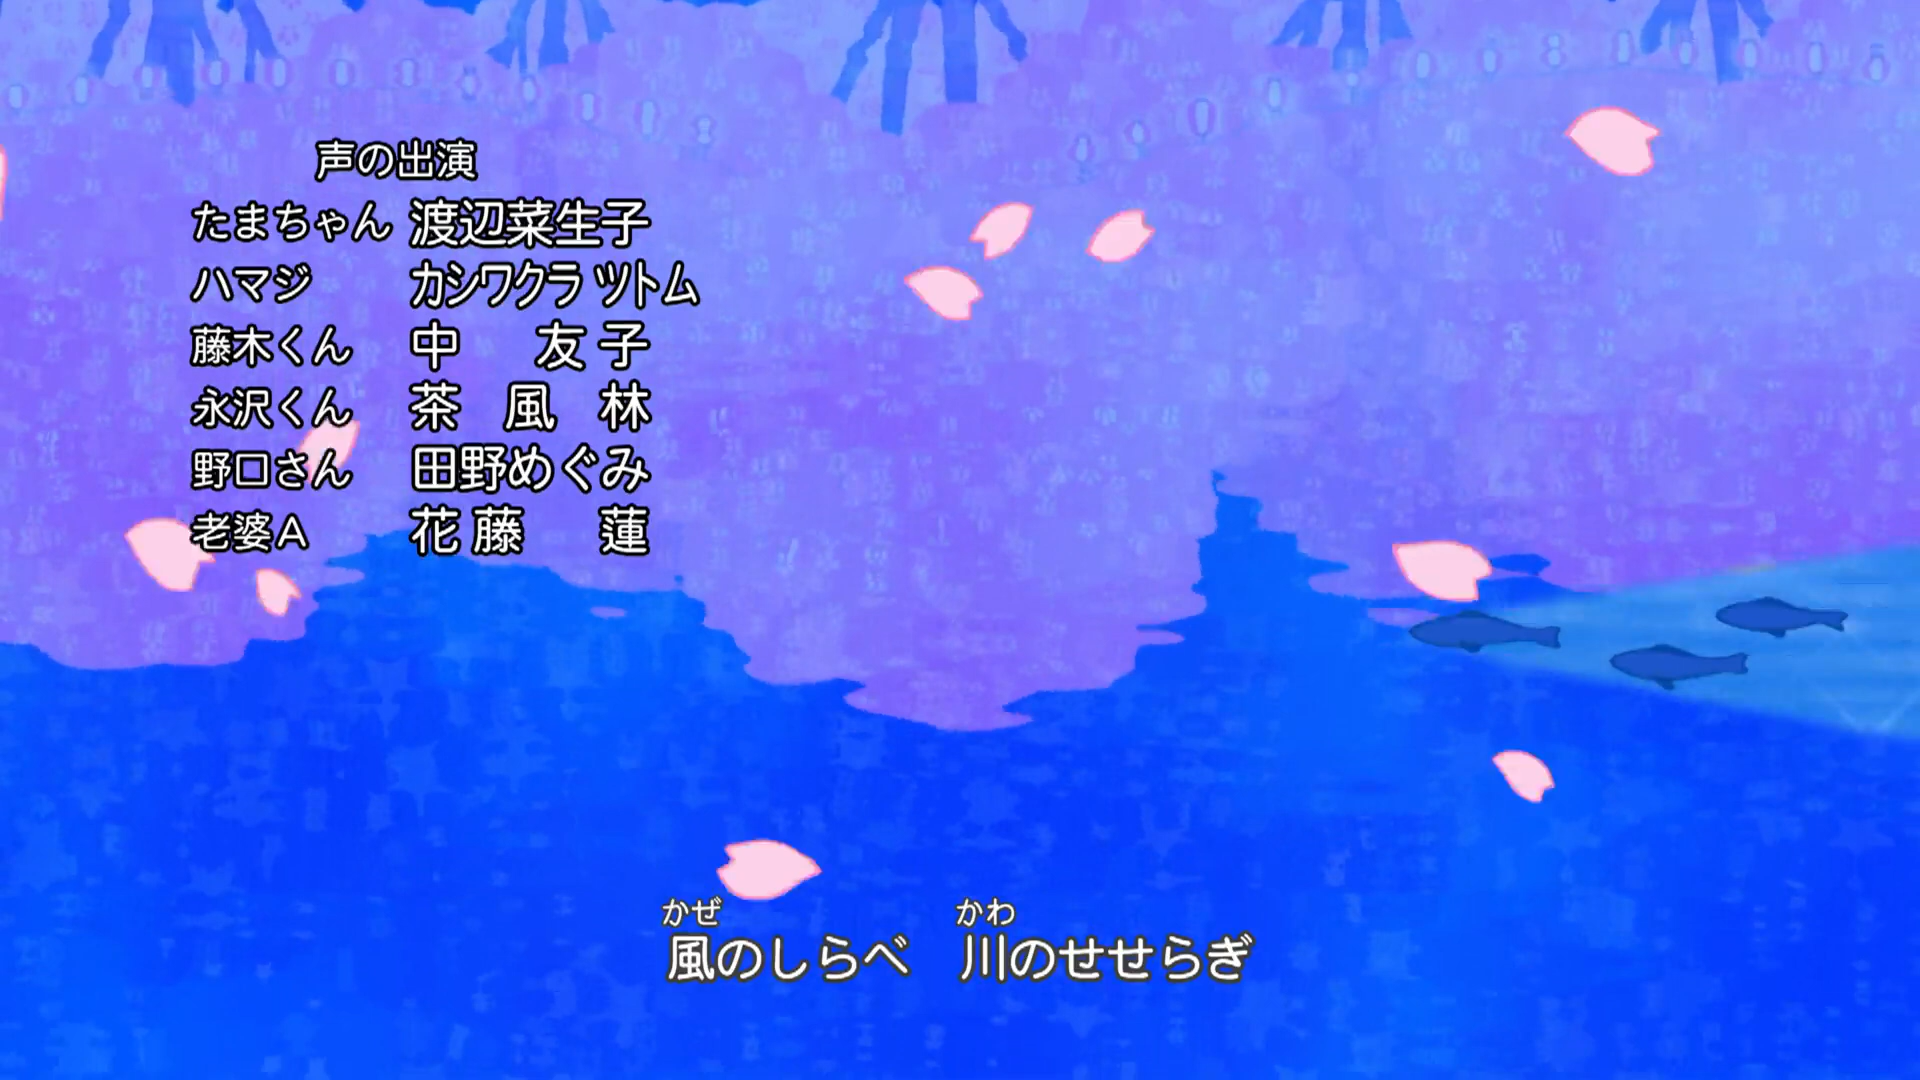 声の出演
たまちゃん 渡辺菜生子
ハマジ カシワクラ ツトム
藤木くん 中 友子
永沢くん 茶風林
野口さん 田野めぐみ
老婆A 花藤 蓮
かぜ かわ
風のしらべ 川のせせらぎ